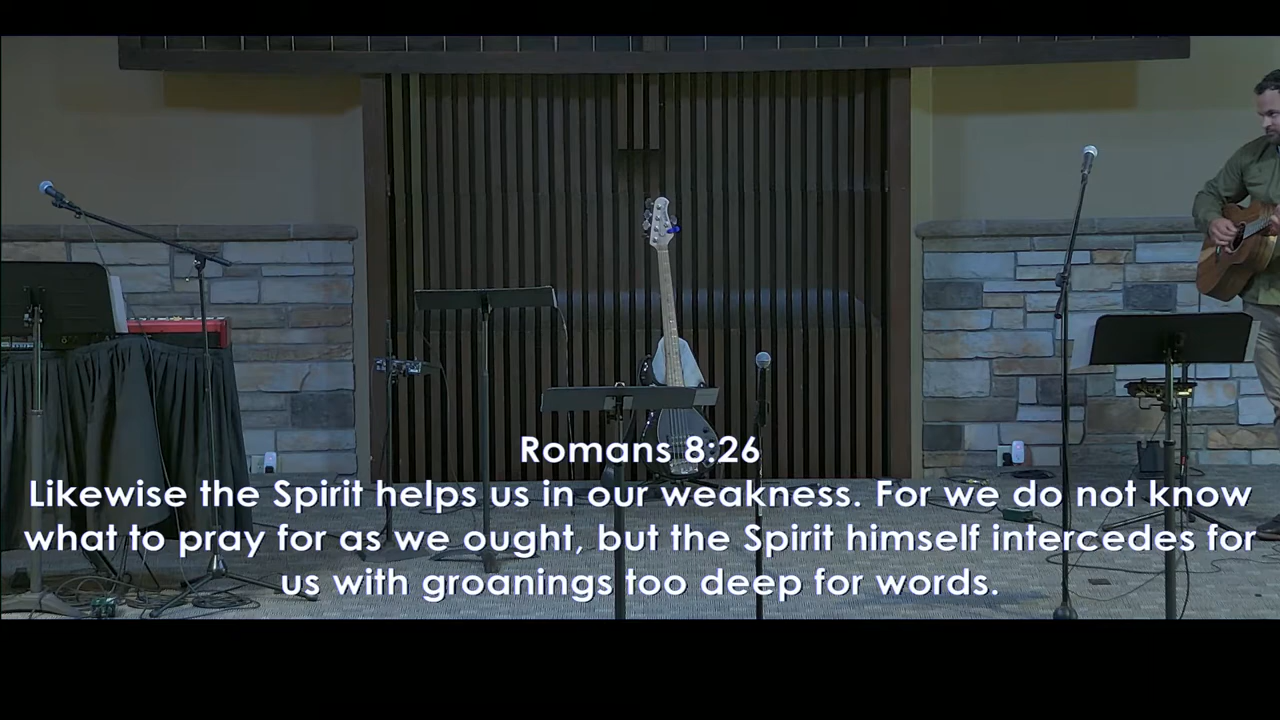 Romans 8:26
Likewise the Spirit helps us in our weakness. For we do not know
what to pray for as we ought, but the Spirit himself intercedes for
us with groanings too deep for words.